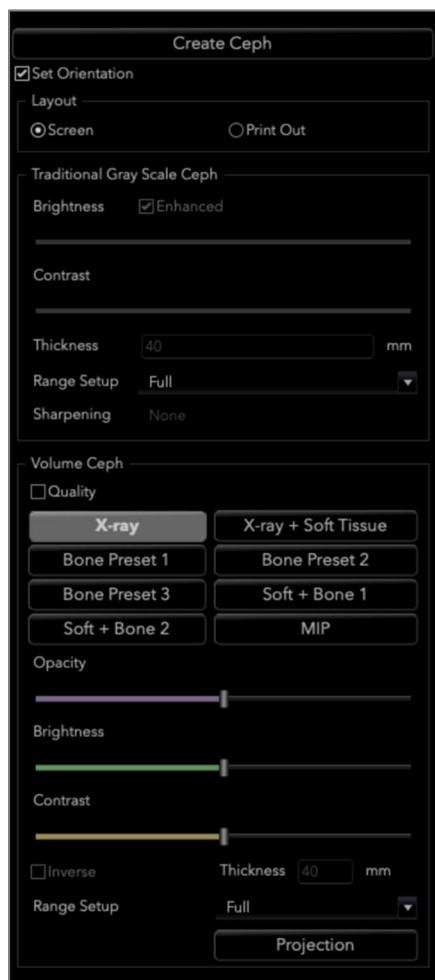 Create Ceph
Set Orientation
Layout
Screen Print Out
Traditional Gray Scale Ceph
Brightness Enhanced
Contrast
Thickness 40 mm
Range Setup Full
Sharpening None
Volume Ceph
Quality
X-ray X-ray + Soft Tissue
Bone Preset 1 Bone Preset 2
Bone Preset 3 Soft + Bone 1
Soft + Bone 2 MIP
Opacity
Brightness
Contrast
Inverse Thickness 40 mm
Range Setup Full
Projection